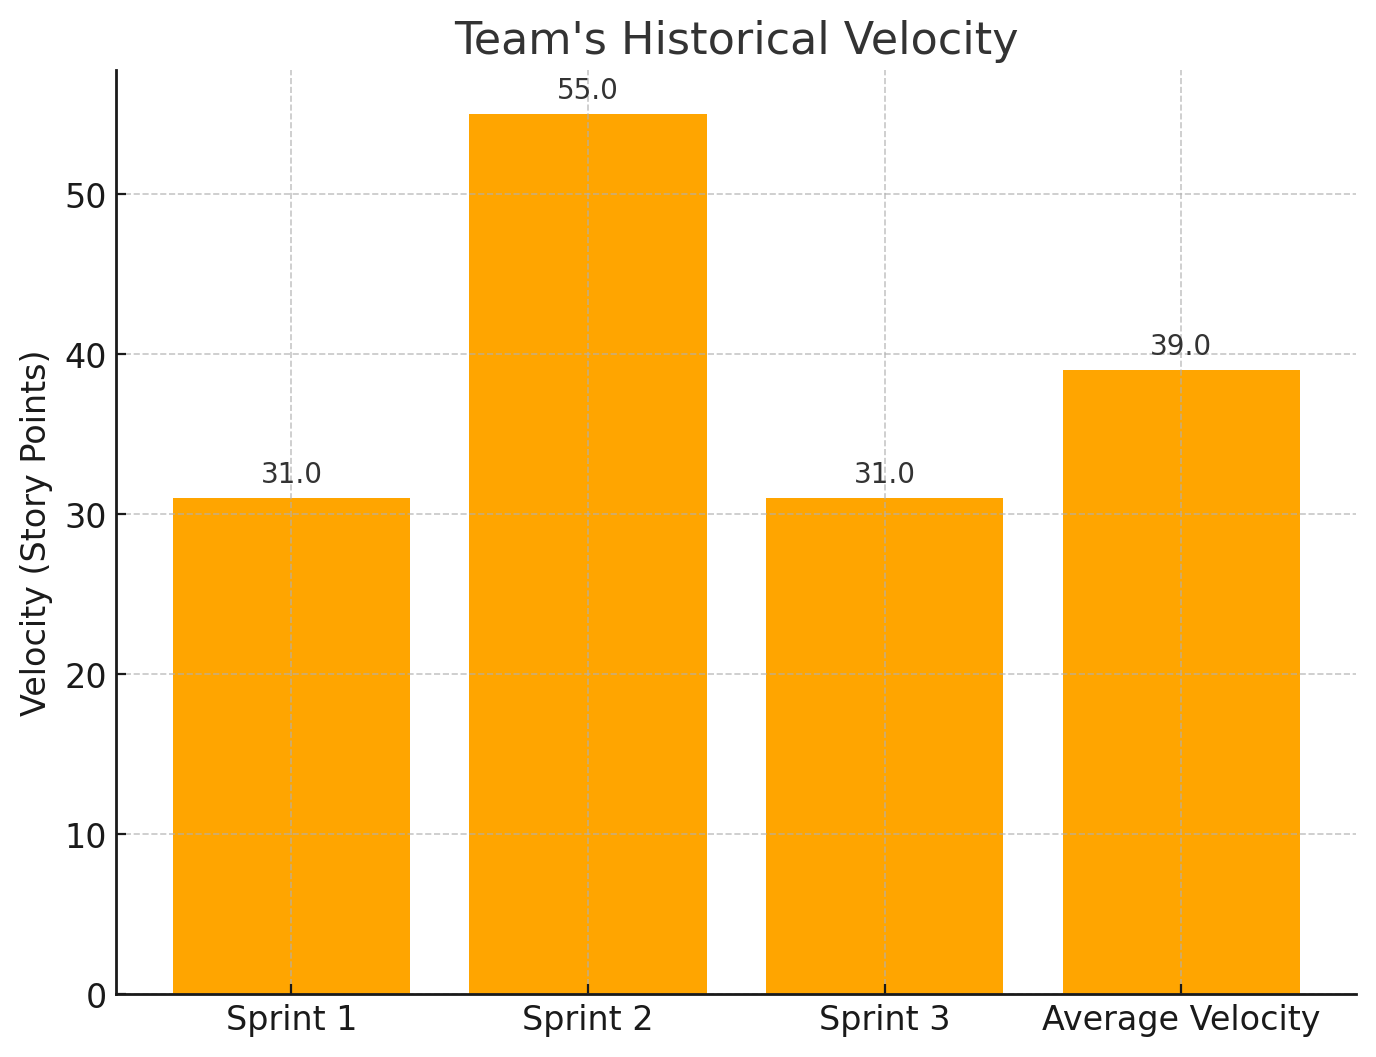 Team's Historical Velocity
55.0
50
Velocity (Story Points)
40
39.0
31.0
31.0
30
20
10
0
Sprint 1
Sprint 2
Sprint 3
Average Velocity